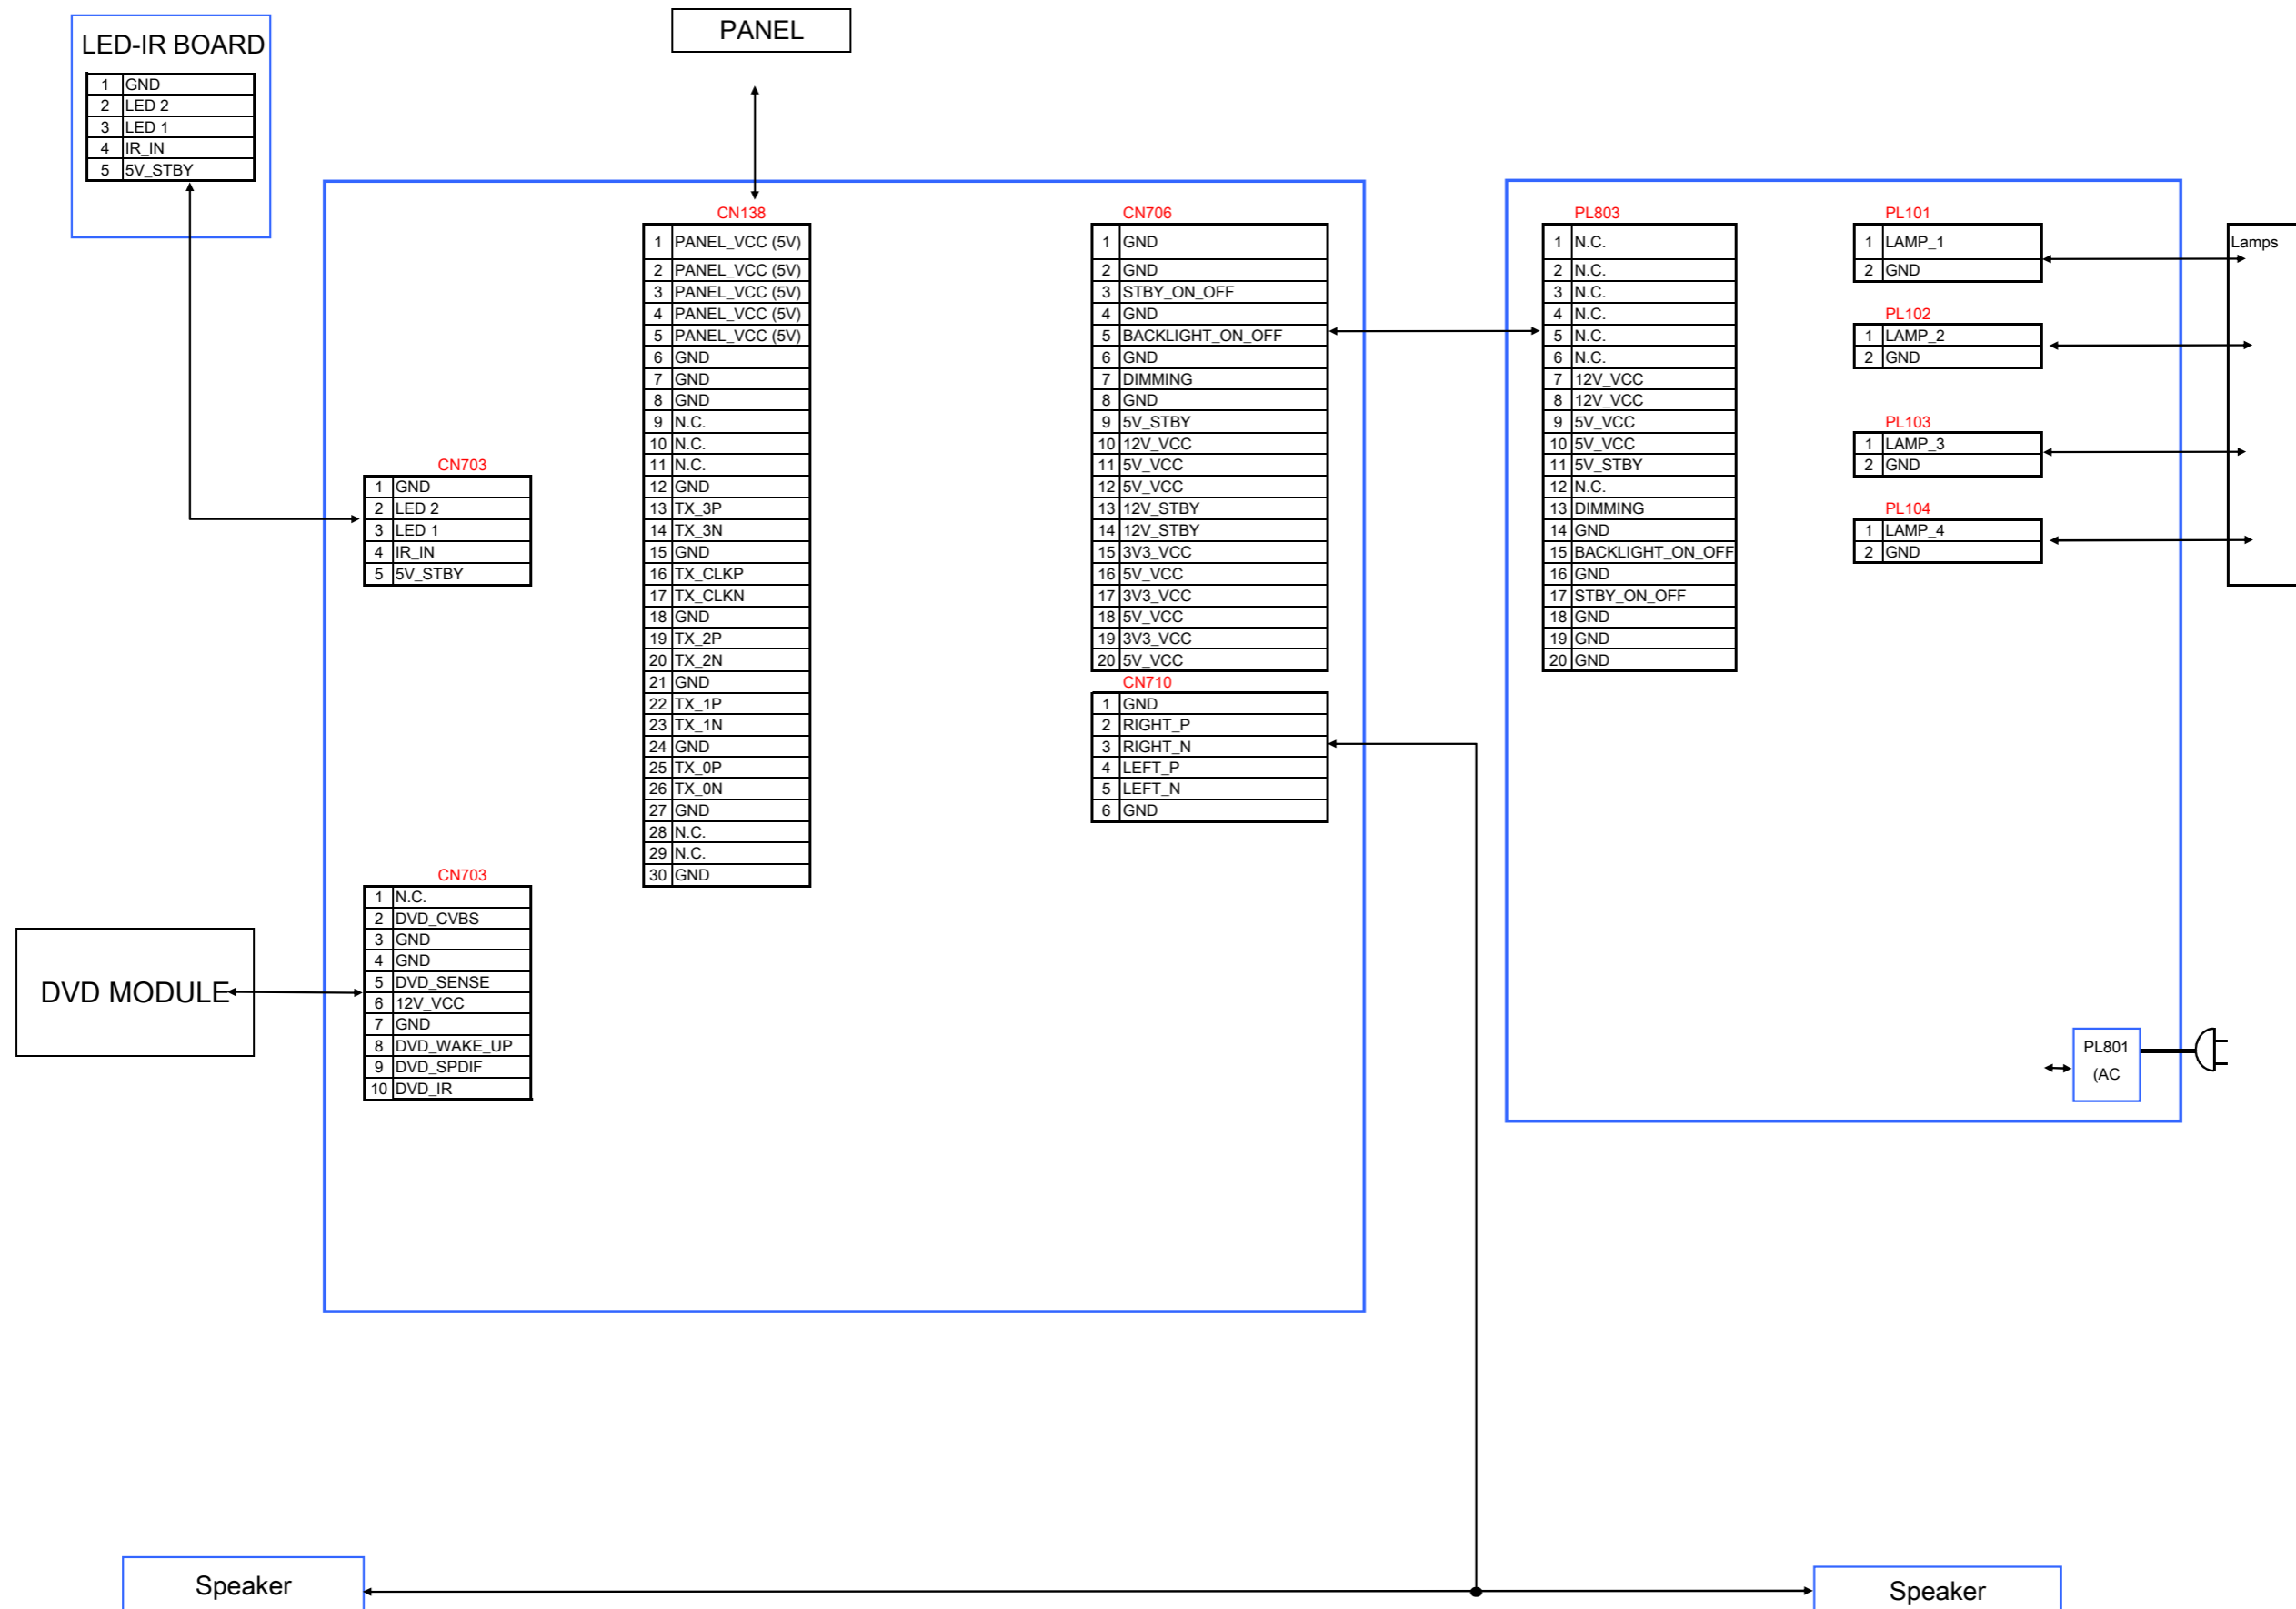 LED-IR BOARD
1 GND
2 LED 2
3 LED 1
4 IR_IN
5 5V_STBY
PANEL
CN138
1 PANEL_VCC (5V)
2 PANEL_VCC (5V)
3 PANEL_VCC (5V)
4 PANEL_VCC (5V)
5 PANEL_VCC (5V)
6 GND
7 GND
8 GND
9 N.C.
10 N.C.
11 N.C.
12 GND
13 TX_3P
14 TX_3N
15 GND
16 TX_CLKP
17 TX_CLKN
18 GND
19 TX_2P
20 TX_2N
21 GND
22 TX_1P
23 TX_1N
24 GND
25 TX_0P
26 TX_0N
27 GND
28 N.C.
29 N.C.
30 GND
CN703
1 GND
2 LED 2
3 LED 1
4 IR_IN
5 5V_STBY
CN703
1 N.C.
2 DVD_CVBS
3 GND
4 GND
5 DVD_SENSE
6 12V_VCC
7 GND
8 DVD_WAKE_UP
9 DVD_SPDIF
10 DVD_IR
DVD MODULE
CN706
1 GND
2 GND
3 STBY_ON_OFF
4 GND
5 BACKLIGHT_ON_OFF
6 GND
7 DIMMING
8 GND
9 5V_STBY
10 12V_VCC
11 5V_VCC
12 5V_VCC
13 12V_STBY
14 12V_STBY
15 3V3_VCC
16 5V_VCC
17 3V3_VCC
18 5V_VCC
19 3V3_VCC
20 5V_VCC
CN710
1 GND
2 RIGHT_P
3 RIGHT_N
4 LEFT_P
5 LEFT_N
6 GND
PL803
1 N.C.
2 N.C.
3 N.C.
4 N.C.
5 N.C.
6 N.C.
7 12V_VCC
8 12V_VCC
9 5V_VCC
10 5V_VCC
11 5V_STBY
12 N.C.
13 DIMMING
14 GND
15 BACKLIGHT_ON_OFF
16 GND
17 STBY_ON_OFF
18 GND
19 GND
20 GND
PL101
1 LAMP_1
2 GND
PL102
1 LAMP_2
2 GND
PL103
1 LAMP_3
2 GND
PL104
1 LAMP_4
2 GND
Lamps
PL801
(AC
Speaker
Speaker